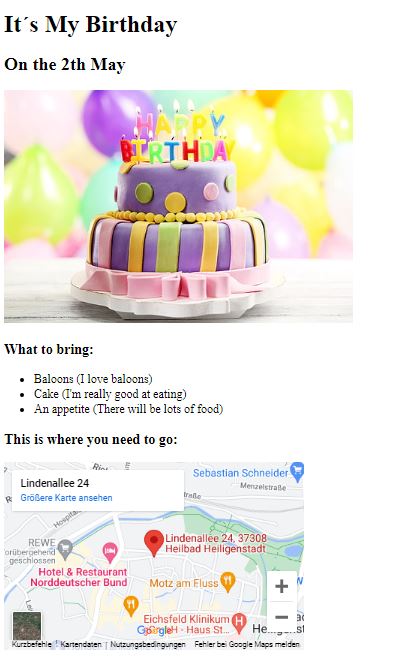 It´s My Birthday
On the 2th May
HAPPY
BIRTHDAY
What to bring:
Baloons (I love baloons)
Cake (I'm really good at eating)
An appetite (There will be lots of food)
This is where you need to go:
Sebastian Schneider
Lindenallee 24
Größere Karte ansehen
Menzelstraße
REWE
vorübergehend
geschlossen
Lindenallee 24, 37308
Heilbad Heiligenstadt
Hotel & Restaurant
Norddeutscher Bund
Motz am Fluss
Eichsfeld Klinikum
Haus St...
Google
Kurzbefehle
Kartendaten
Nutzungsbedingungen
Fehler bei Google Maps melden